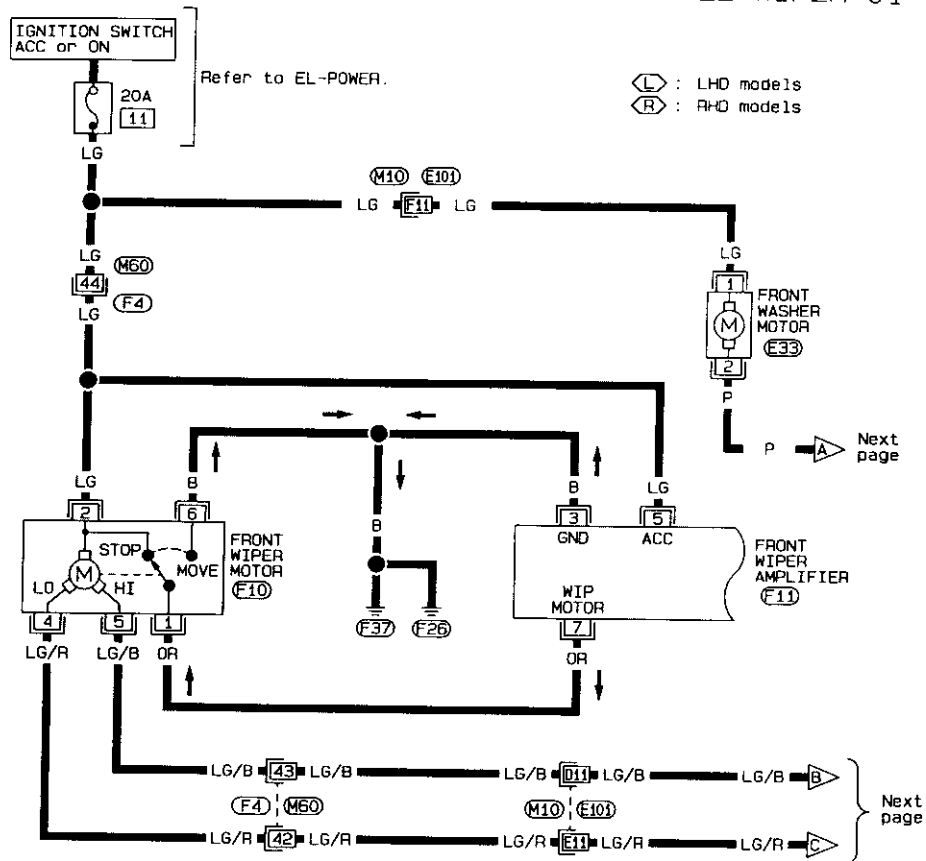 IGNITION SWITCH
ACC or ON
Refer to EL-POWER.
20A
11
L : LHD models
R : RHD models
LG
M10 E101
LG F11 LG
LG
M60
44
F4
LG
LG
1
FRONT
WASHER
MOTOR
E33
M
2
P
P A Next
page
LG
B
B
B
LG
2
6
3
5
GND
ACC
STOP
MOVE
M
LO
HI
FRONT
WIPER
MOTOR
F10
FRONT
WIPER
AMPLIFIER
F11
WIP
MOTOR
4
5
1
F37
F26
7
LG/R
LG/B
OR
OR
LG/B 43 LG/B
LG/B D11 LG/B
LG/B B
F4 M60
M10 E101
Next
page
LG/R 42 LG/R
LG/R E11 LG/R
LG/R C